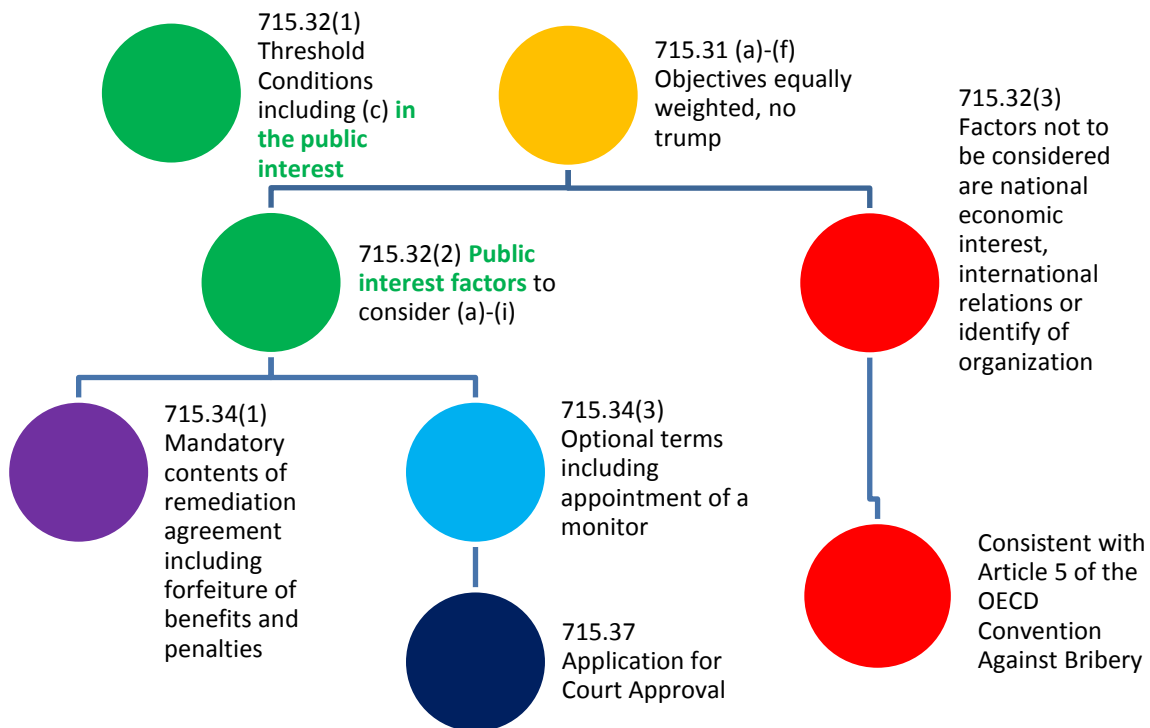 715.32(1)
Threshold
Conditions
including (c) in
the public
interest
715.31 (a)-(f)
Objectives equally
weighted, no
trump
715.32(3)
Factors not to
be considered
are national
economic
interest,
international
relations or
identify of
organization
715.32(2) Public
interest factors to
consider (a)-(i)
715.34(1)
Mandatory
contents of
remediation
agreement
including
forfeiture of
benefits and
penalties
715.34(3)
Optional terms
including
appointment of a
monitor
Consistent with
Article 5 of the
OECD
Convention
Against Bribery
715.37
Application for
Court Approval